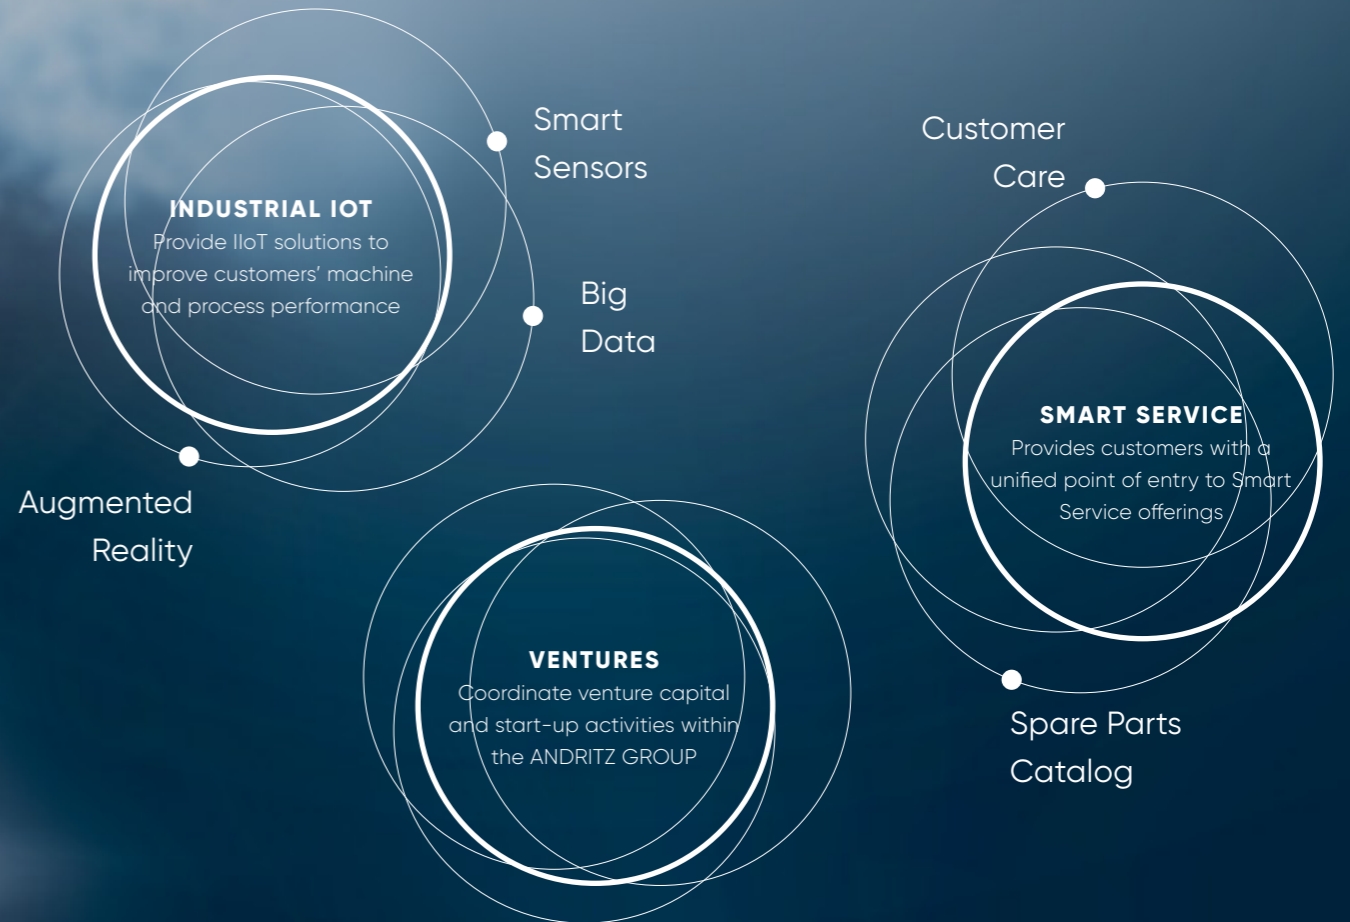 Smart
Sensors
INDUSTRIAL IOT
Provide IIoT solutions to
improve customers’ machine
and process performance
Big
Data
Augmented
Reality
Customer
Care
SMART SERVICE
Provides customers with a
unified point of entry to Smart
Service offerings
Spare Parts
Catalog
VENTURES
Coordinate venture capital
and start-up activities within
the ANDRITZ GROUP